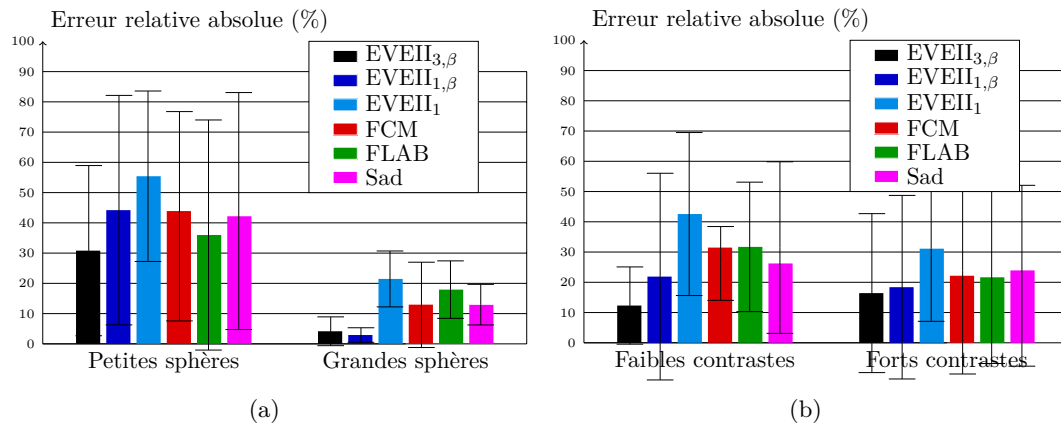 Erreur relative absolue (%)
100
90
80
70
60
50
40
30
20
10
0
EVEII3,β
EVEII1,β
EVEII1
FCM
FLAB
Sad
Petites sphères
Grandes sphères
(a)
Erreur relative absolue (%)
100
90
80
70
60
50
40
30
20
10
0
EVEII3,β
EVEII1,β
EVEII1
FCM
FLAB
Sad
Faibles contrastes
Forts contrastes
(b)